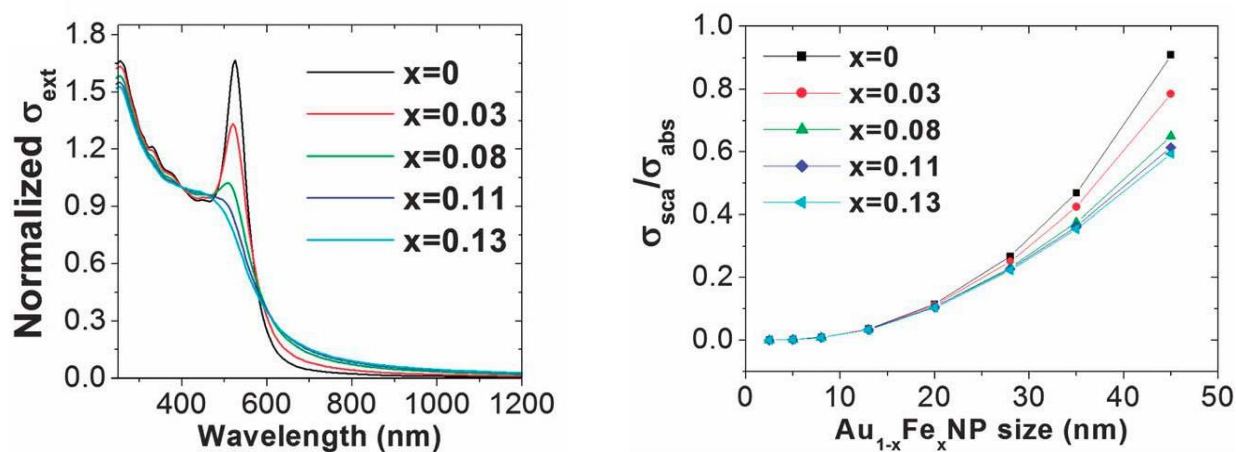 Normalized σext
1.8
1.5
1.2
0.9
0.6
0.3
0.0
x=0
x=0.03
x=0.08
x=0.11
x=0.13
400 600 800 1000 1200
Wavelength (nm)
σsca/σabs
1.0
0.8
0.6
0.4
0.2
0.0
x=0
x=0.03
x=0.08
x=0.11
x=0.13
0 10 20 30 40 50
Au1-xFexNP size (nm)